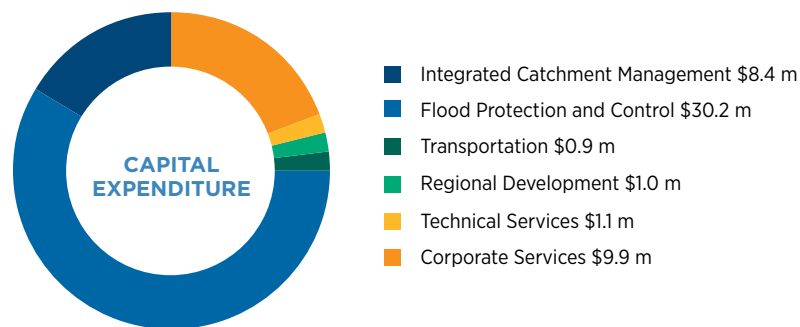 CAPITAL
EXPENDITURE
Integrated Catchment Management $8.4 m
Flood Protection and Control $30.2 m
Transportation $0.9 m
Regional Development $1.0 m
Technical Services $1.1 m
Corporate Services $9.9 m